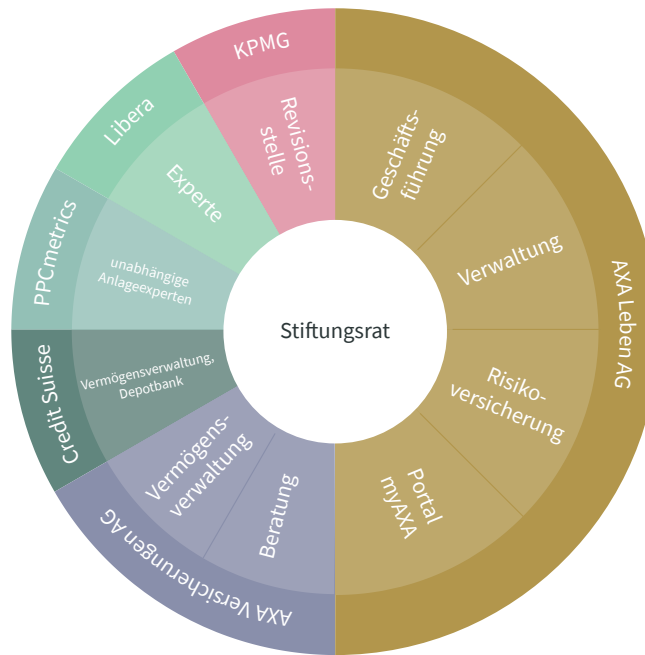 KPMG
Revisions-
stelle
Libera
Experte
PPCmetrics
unabhängige
Anlageexperten
Credit Suisse
Vermögensverwaltung,
Depotbank
AXA Versicherungen AG
Vermögens-
verwaltung
Beratung
Stiftungsrat
AXA Leben AG
Geschäfts-
führung
Verwaltung
Risiko-
versicherung
Portal
myAXA